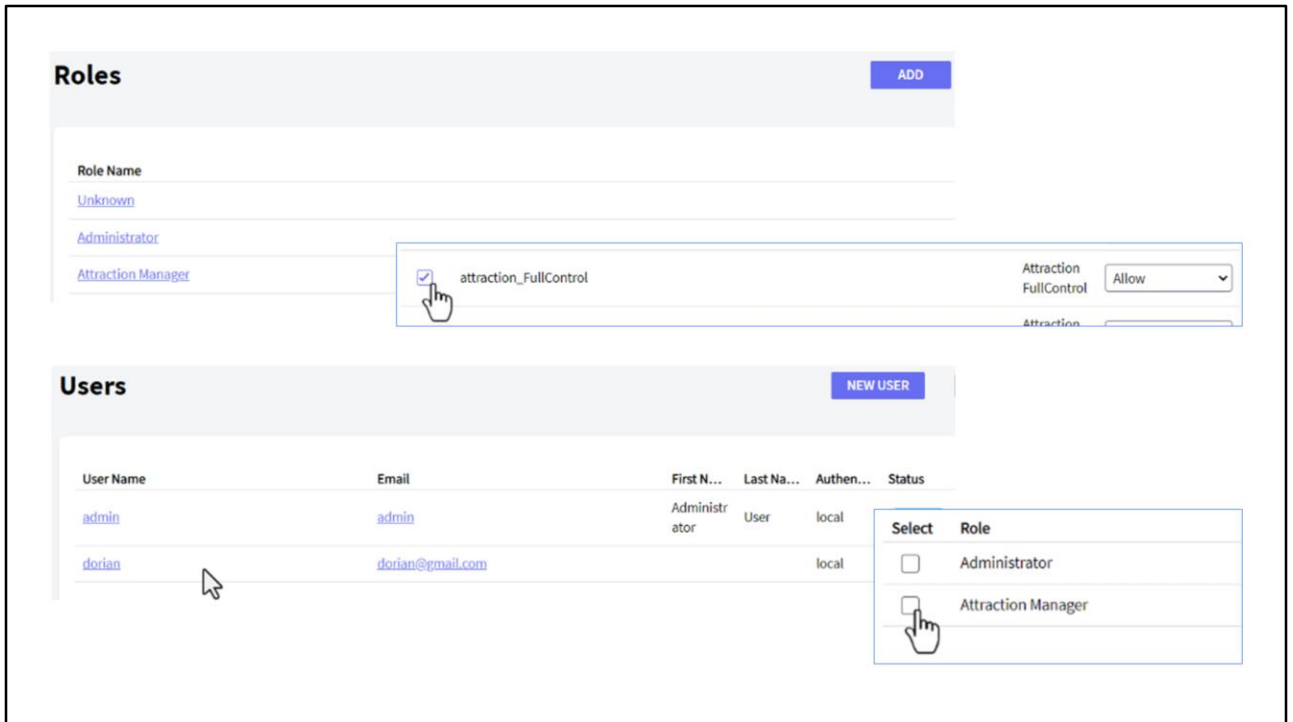 Roles
ADD
Role Name
Unknown
Administrator
Attraction Manager
attraction_FullControl
Attraction
FullControl
Allow
Attraction
Users
NEW USER
User Name Email First N... Last Na... Authen... Status
admin admin Administr
ator User local
dorian dorian@gmail.com local
Select Role
Administrator
Attraction Manager